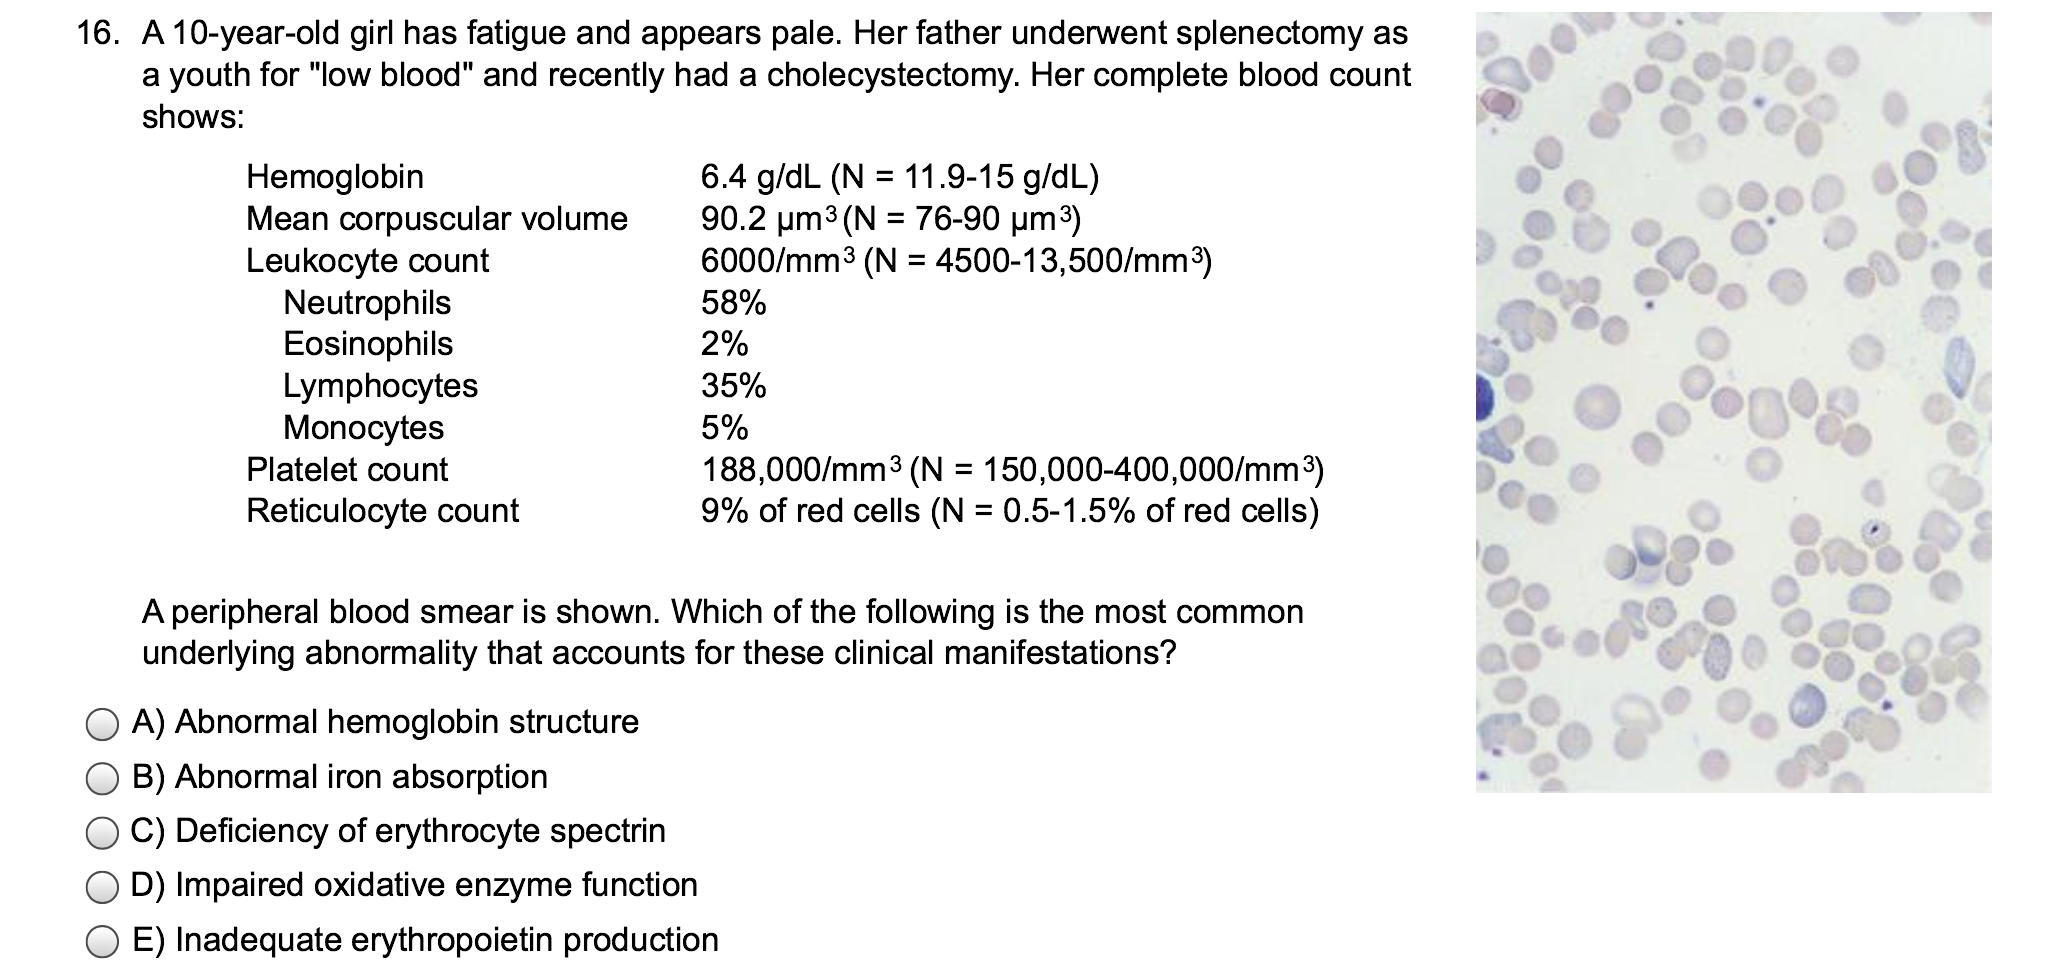 16. A 10-year-old girl has fatigue and appears pale. Her father underwent splenectomy as
a youth for "low blood" and recently had a cholecystectomy. Her complete blood count
shows:
Hemoglobin 6.4 g/dL (N = 11.9-15 g/dL)
Mean corpuscular volume 90.2 µm³ (N = 76-90 µm³)
Leukocyte count 6000/mm³ (N = 4500-13,500/mm³)
Neutrophils 58%
Eosinophils 2%
Lymphocytes 35%
Monocytes 5%
Platelet count 188,000/mm³ (N = 150,000-400,000/mm³)
Reticulocyte count 9% of red cells (N = 0.5-1.5% of red cells)
A peripheral blood smear is shown. Which of the following is the most common
underlying abnormality that accounts for these clinical manifestations?
A) Abnormal hemoglobin structure
B) Abnormal iron absorption
C) Deficiency of erythrocyte spectrin
D) Impaired oxidative enzyme function
E) Inadequate erythropoietin production